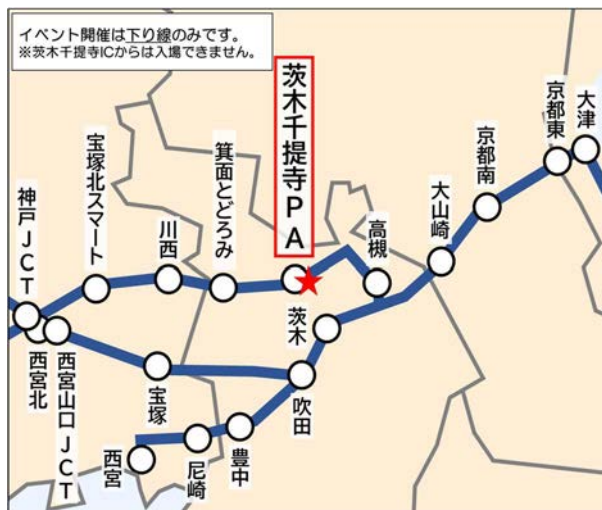 イベント開催は下り線のみです。
※茨木千提寺ICからは入場できません。
茨木千提寺PA
大津
京都東
京都南
大山崎
高槻
箕面とどろみ
川西
宝塚北スマート
神戸JCT
茨木
西宮北
西宮山口JCT
宝塚
吹田
豊中
尼崎
西宮